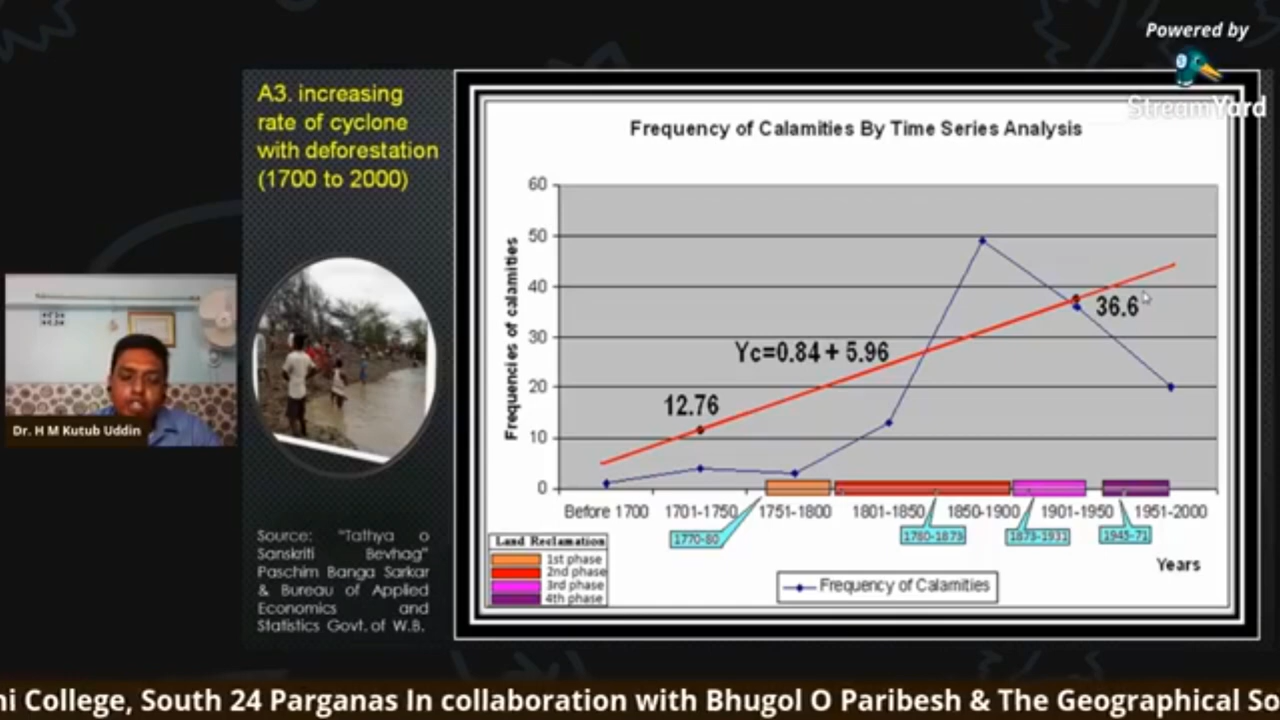 Powered by
StreamYard
A3. increasing
rate of cyclone
with deforestation
(1700 to 2000)
Frequency of Calamities By Time Series Analysis
Frequencies of calamities
60
50
40
30
20
10
0
36.6
Yc=0.84 + 5.96
12.76
Before 1700 1701-1750 1751-1800 1801-1850 1850-1900 1901-1950 1951-2000
1770-80 1780-1873 1873-1931 1945-71
Years
Land Reclamation
1st phase
2nd phase
3rd phase
4th phase
Frequency of Calamities
Dr. H M Kutub Uddin
Source: "Tathya o
Sanskriti Bevhag"
Paschim Banga Sarkar
& Bureau of Applied
Economics and
Statistics Govt. of W.B.
ni College, South 24 Parganas In collaboration with Bhugol O Paribesh & The Geographical So